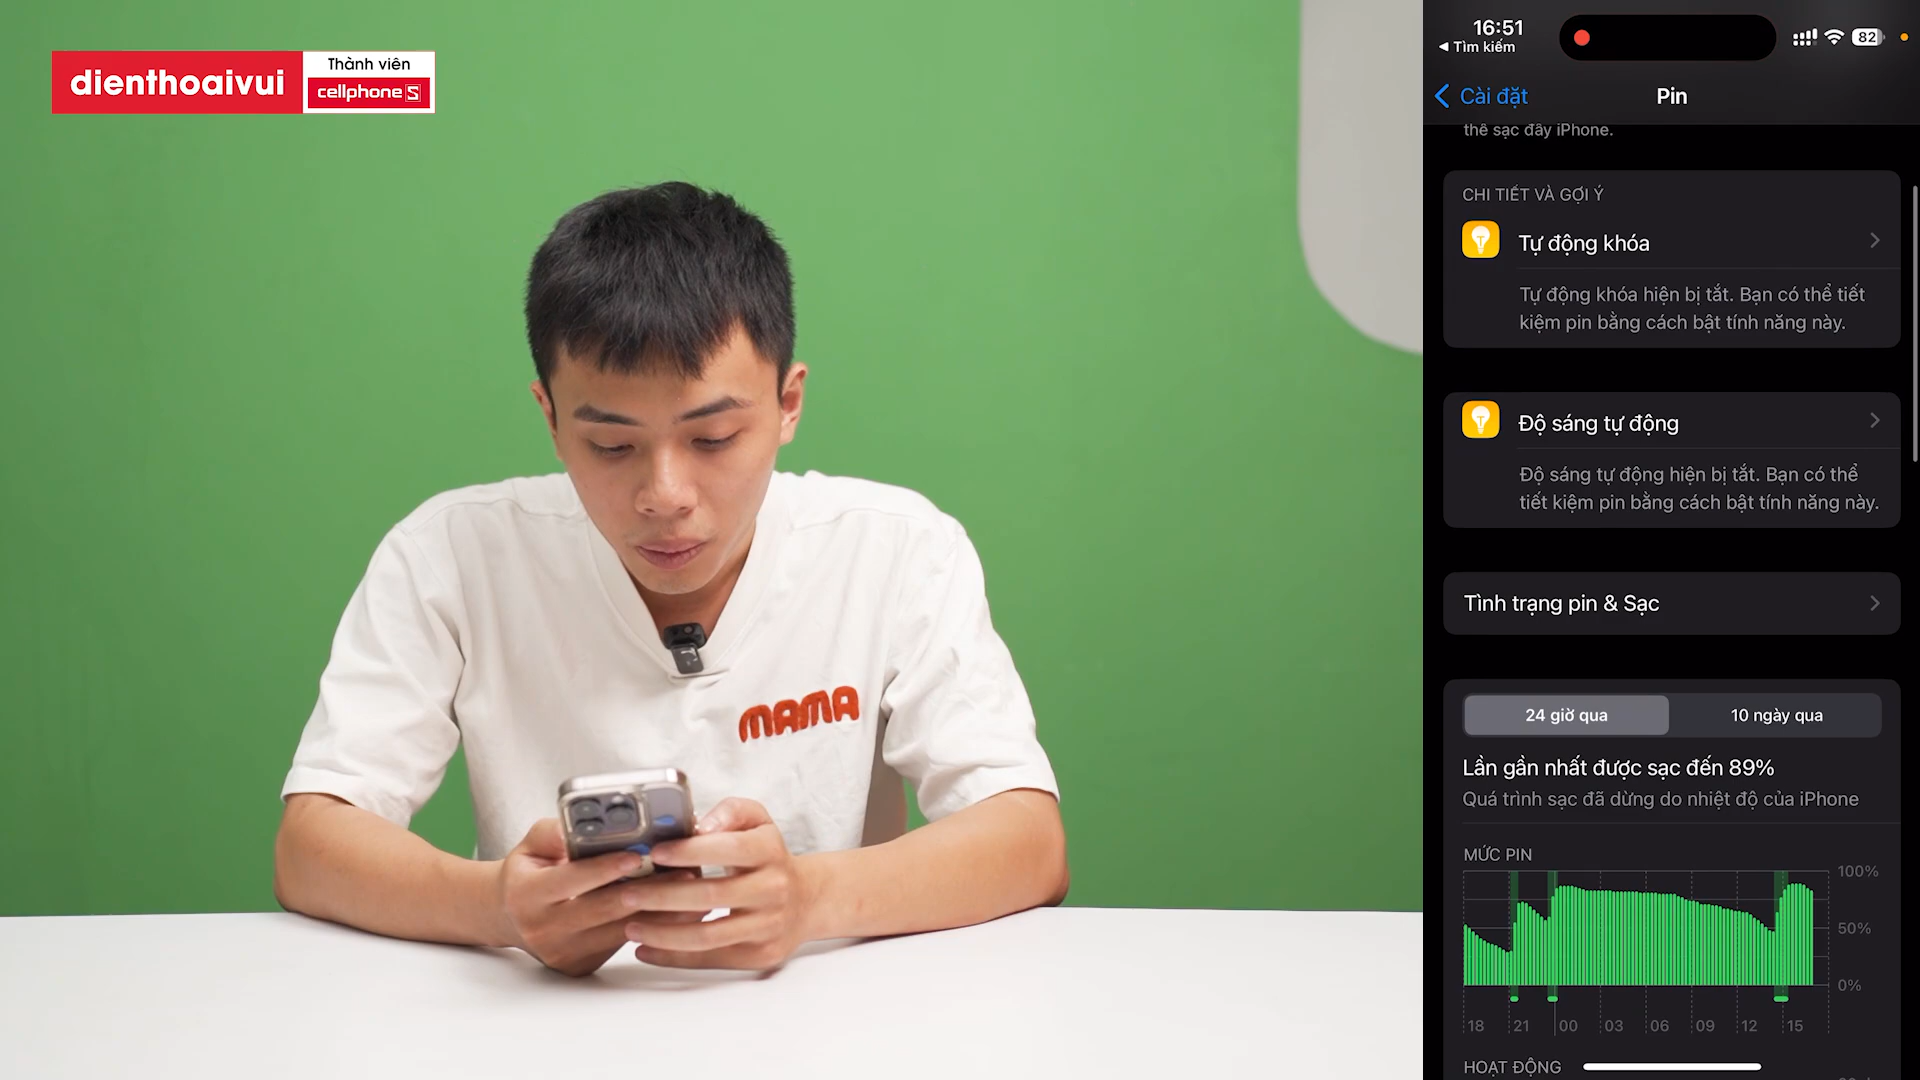 dienthoaivui
Thành viên
cellphoneS
MAMA
16:51
Tìm kiếm
82
Cài đặt
Pin
thể sạc đầy iPhone.
CHI TIẾT VÀ GỢI Ý
Tự động khóa
Tự động khóa hiện bị tắt. Bạn có thể tiết
kiệm pin bằng cách bật tính năng này.
Độ sáng tự động
Độ sáng tự động hiện bị tắt. Bạn có thể
tiết kiệm pin bằng cách bật tính năng này.
Tình trạng pin & Sạc
24 giờ qua
10 ngày qua
Lần gần nhất được sạc đến 89%
Quá trình sạc đã dừng do nhiệt độ của iPhone
MỨC PIN
100%
50%
0%
18 21 00 03 06 09 12 15
HOẠT ĐỘNG